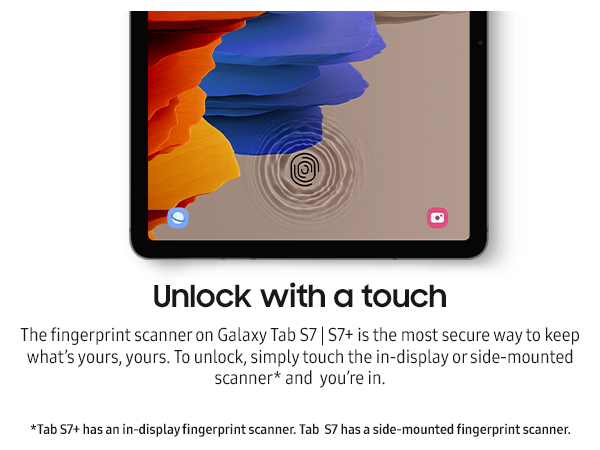 Unlock with a touch
The fingerprint scanner on Galaxy Tab S7 | S7+ is the most secure way to keep
what's yours, yours. To unlock, simply touch the in-display or side-mounted
scanner* and  you're in.
*Tab S7+ has an in-display fingerprint scanner. Tab  S7 has a side-mounted fingerprint scanner.